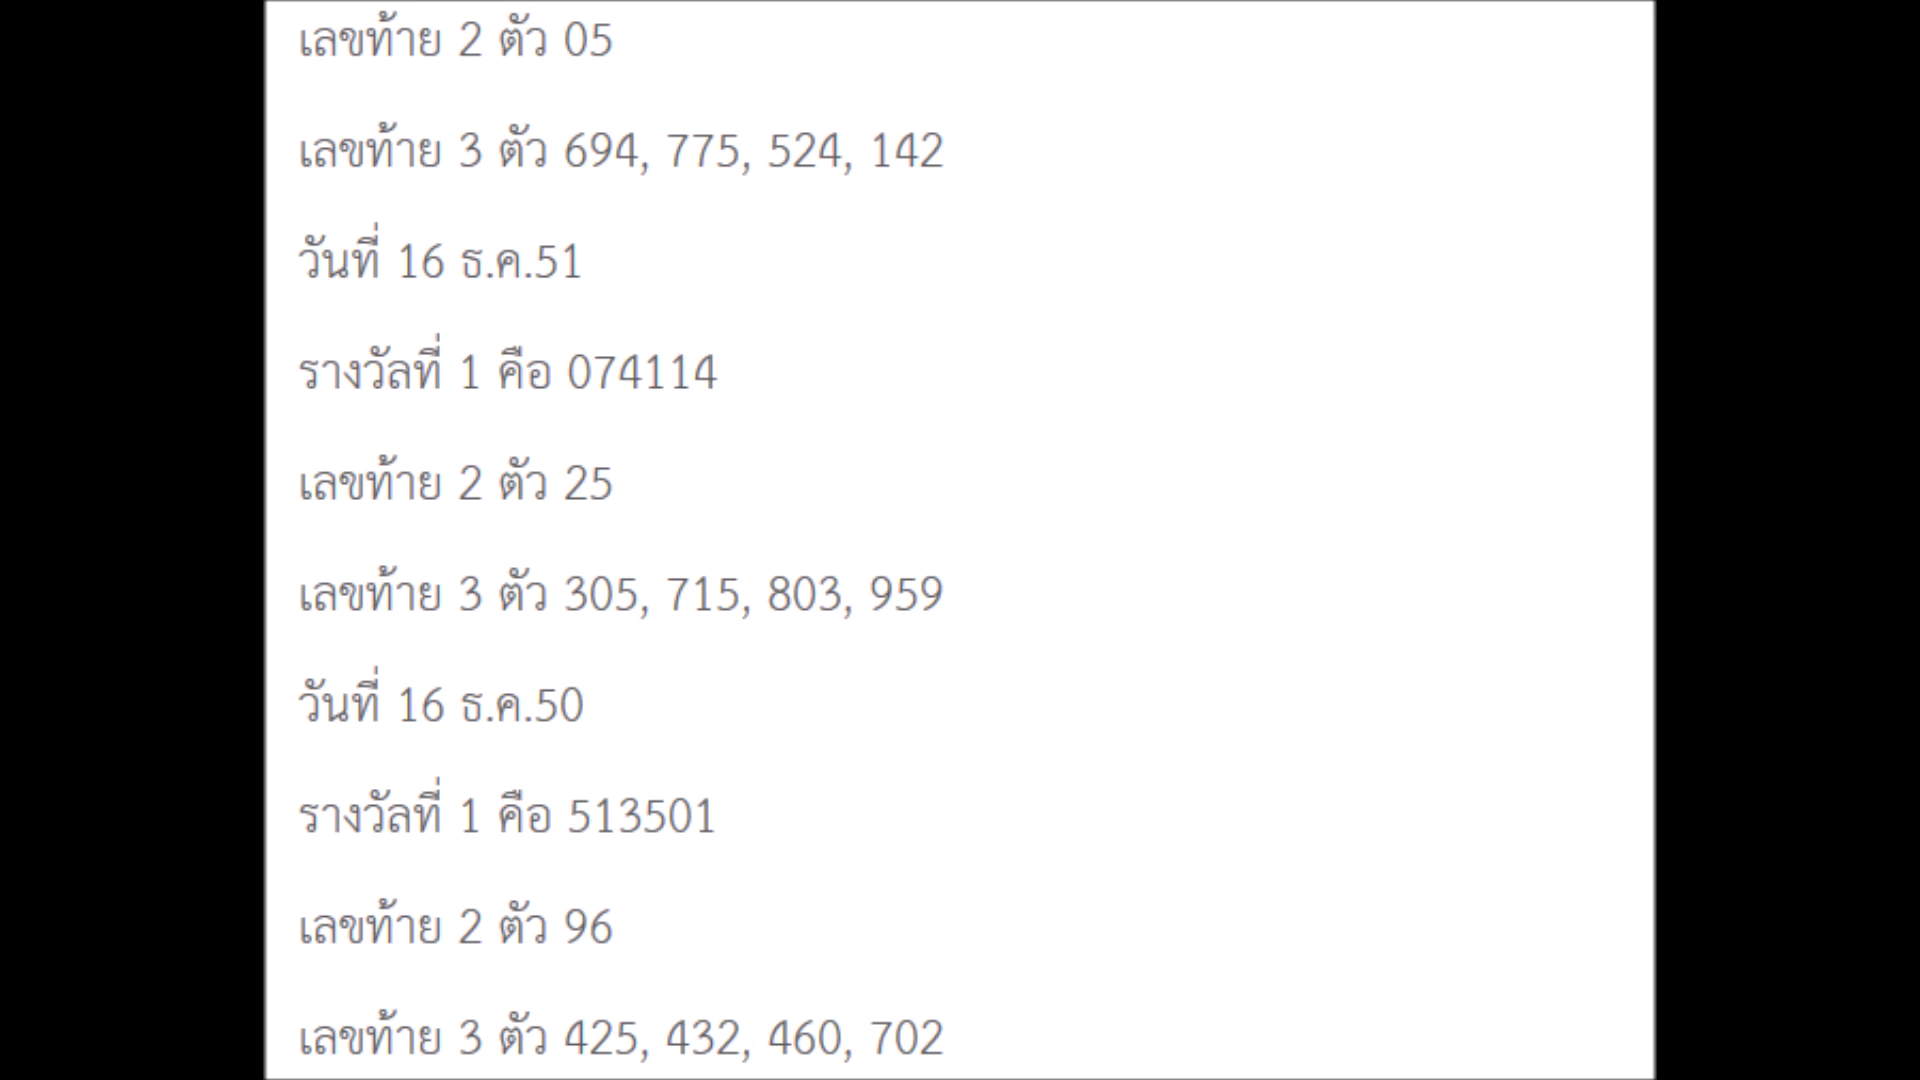 เลขท้าย 2 ตัว 05
เลขท้าย 3 ตัว 694, 775, 524, 142
วันที่ 16 ธ.ค.51
รางวัลที่ 1 คือ 074114
เลขท้าย 2 ตัว 25
เลขท้าย 3 ตัว 305, 715, 803, 959
วันที่ 16 ธ.ค.50
รางวัลที่ 1 คือ 513501
เลขท้าย 2 ตัว 96
เลขท้าย 3 ตัว 425, 432, 460, 702